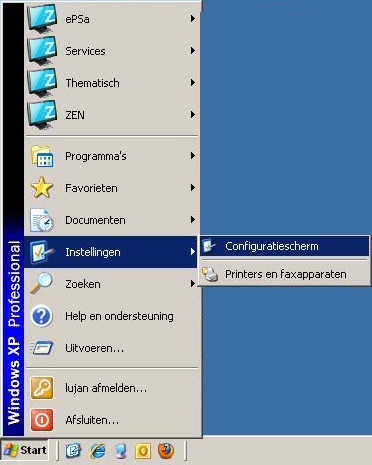 ePSa
Services
Thematisch
ZEN
Programma's
Favorieten
Documenten
Instellingen
Configuratiescherm
Zoeken
Printers en faxapparaten
Help en ondersteuning
Uitvoeren...
lujan afmelden...
Afsluiten...
Windows XP Professional
Start